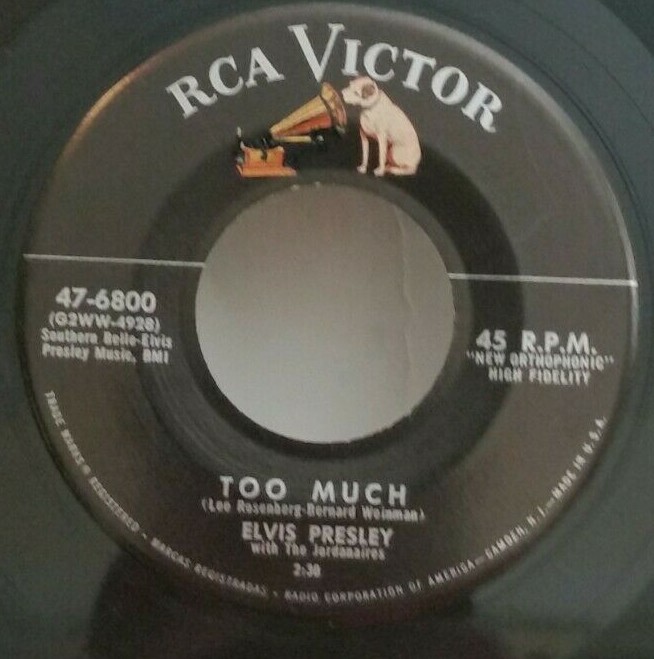 RCA VICTOR
47-6800
(G2WW-4928)
Southern Belle-Elvis
Presley Music, BMI
45 R.P.M.
"NEW ORTHOPHONIC"
HIGH FIDELITY
TOO MUCH
(Lee Rosenberg-Bernard Weinman)
ELVIS PRESLEY
with The Jordanaires
2:30
TRADE MARKS ® REGISTERED • MARCAS REGISTRADAS • RADIO CORPORATION OF AMERICA—CAMDEN, N. J.—MADE IN U.S.A.